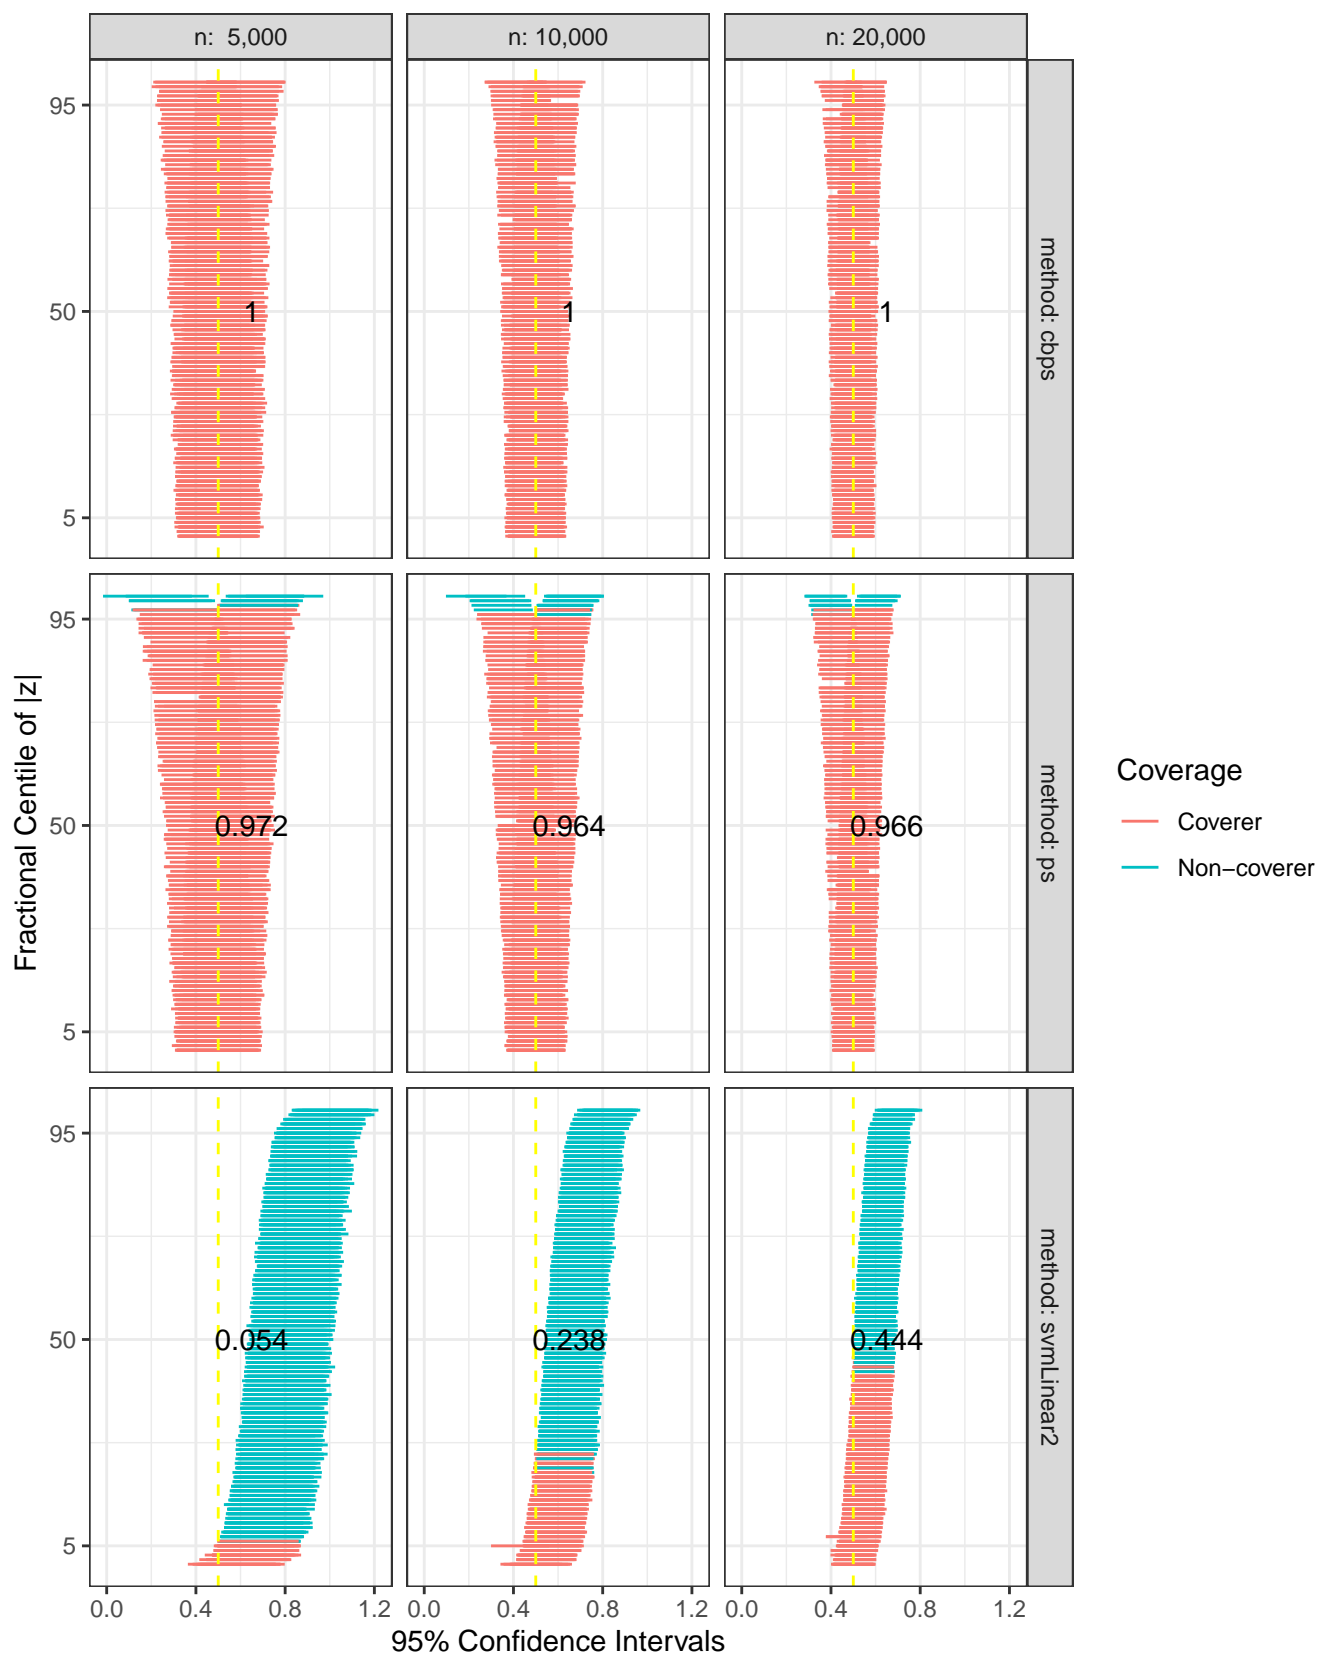 n: 5,000
n: 10,000
n: 20,000
95
50
5
1
1
1
method: cbps
95
50
5
0.972
0.964
0.966
method: ps
95
50
5
0.054
0.238
0.444
method: svmLinear2
0.0 0.4 0.8 1.2
0.0 0.4 0.8 1.2
0.0 0.4 0.8 1.2
95% Confidence Intervals
Fractional Centile of |z|
Coverage
Coverer
Non−coverer